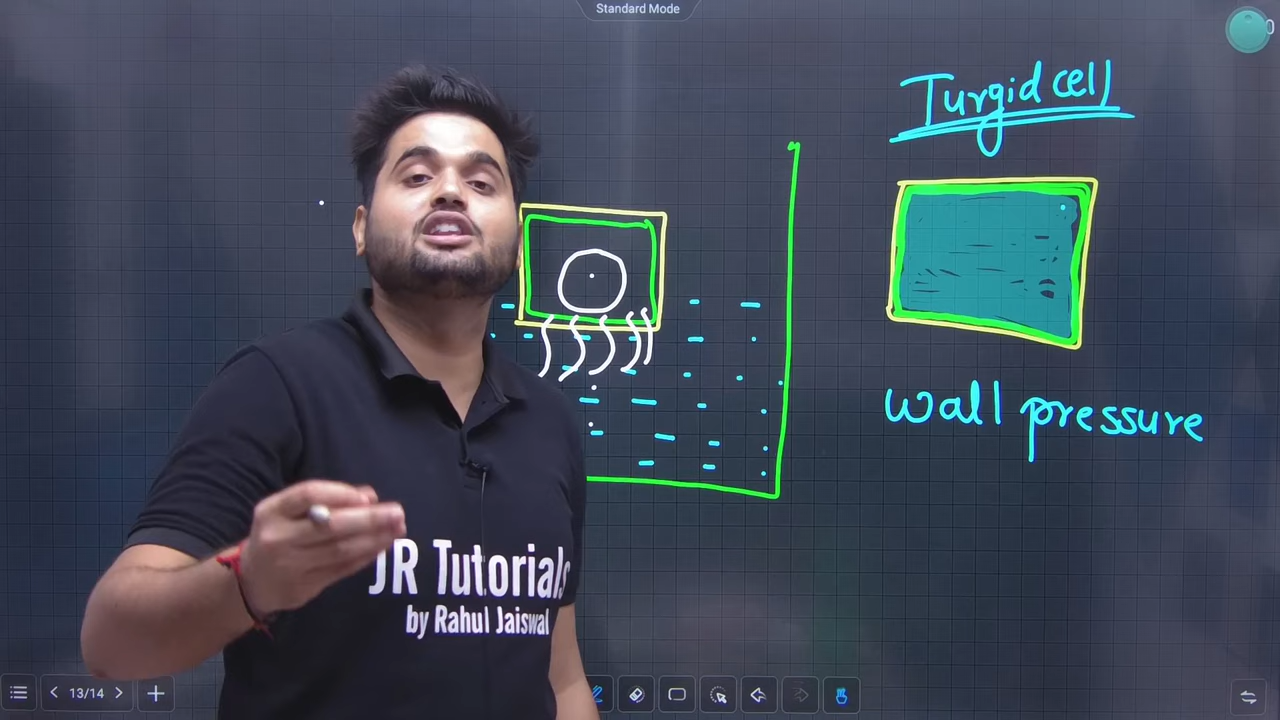 Standard Mode
Turgid cell
wall pressure
JR Tutorials
by Rahul Jaiswal
13/14